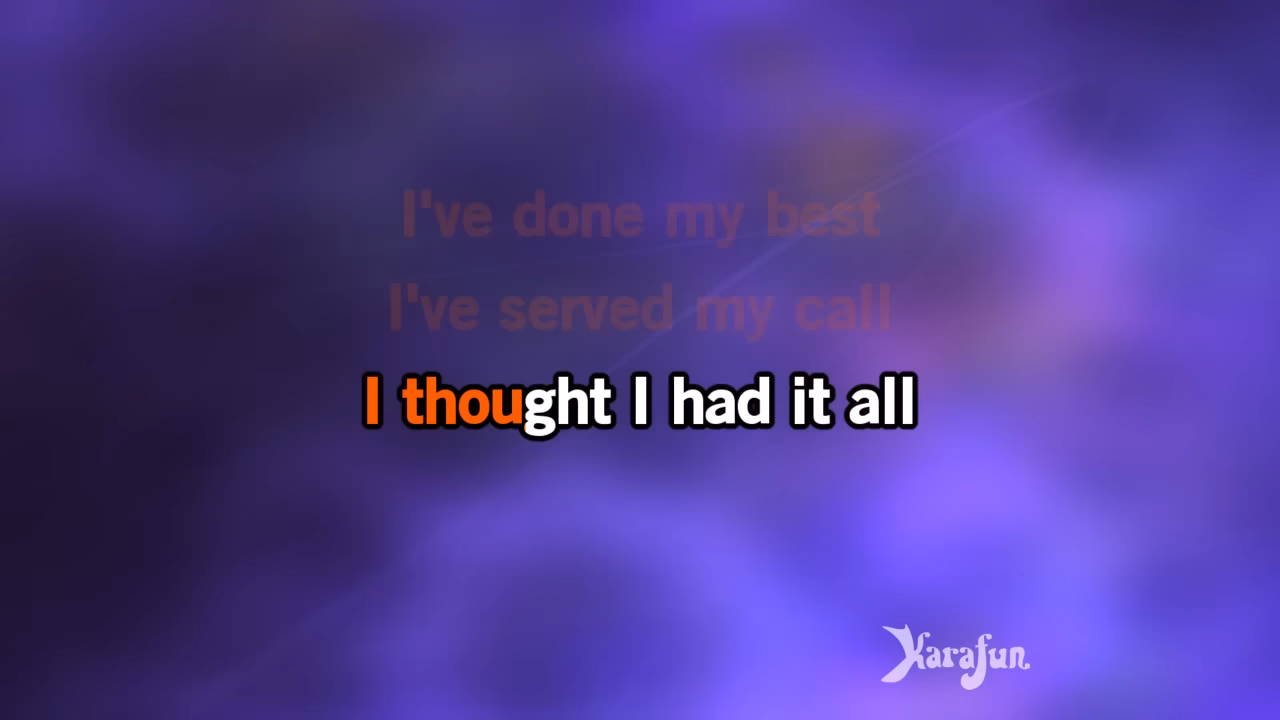 I've done my best
I've served my call
I thought I had it all
Karafun